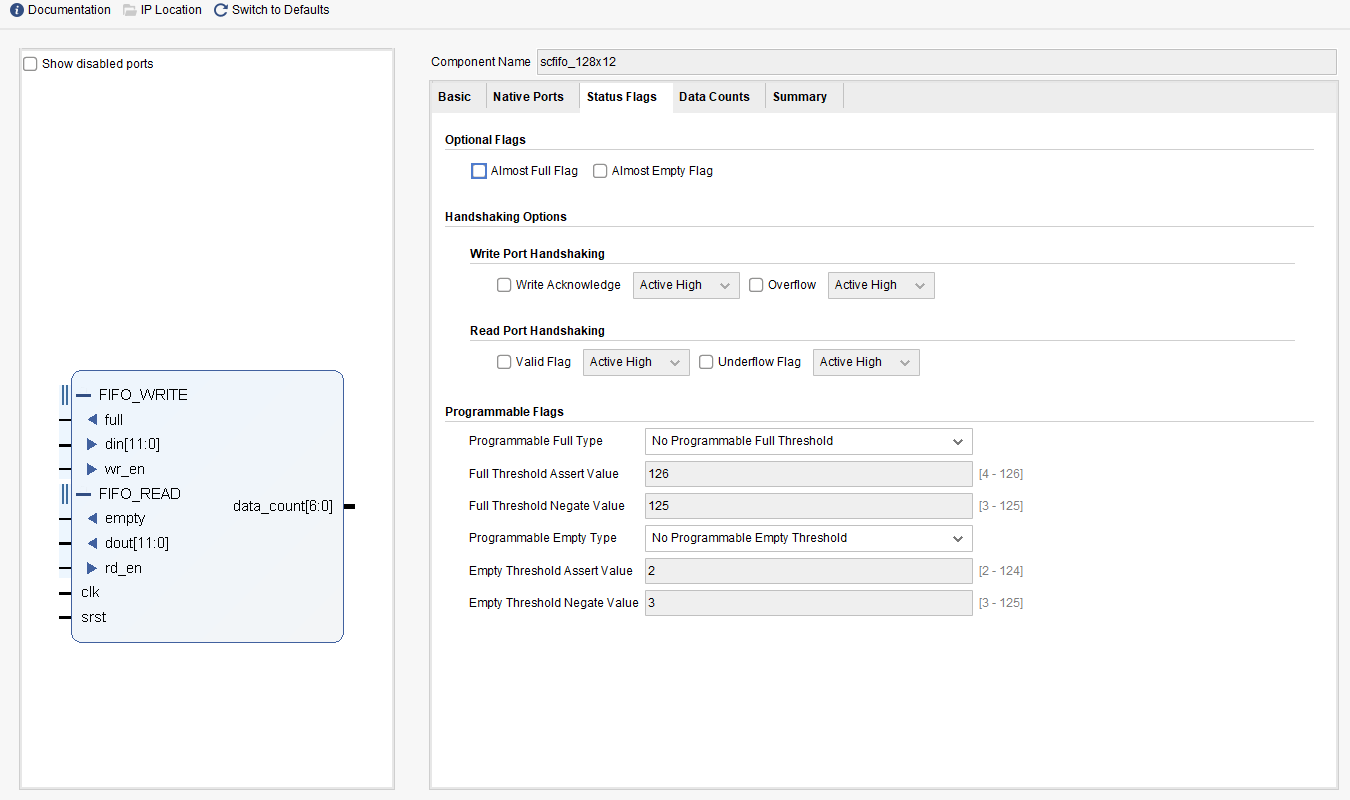 Documentation IP Location Switch to Defaults
Show disabled ports
FIFO_WRITE
full
din[11:0]
wr_en
FIFO_READ
data_count[6:0]
empty
dout[11:0]
rd_en
clk
srst
Component Name scfifo_128x12
Basic Native Ports Status Flags Data Counts Summary
Optional Flags
Almost Full Flag Almost Empty Flag
Handshaking Options
Write Port Handshaking
Write Acknowledge Active High Overflow Active High
Read Port Handshaking
Valid Flag Active High Underflow Flag Active High
Programmable Flags
Programmable Full Type No Programmable Full Threshold
Full Threshold Assert Value 126 [4 - 126]
Full Threshold Negate Value 125 [3 - 125]
Programmable Empty Type No Programmable Empty Threshold
Empty Threshold Assert Value 2 [2 - 124]
Empty Threshold Negate Value 3 [3 - 125]